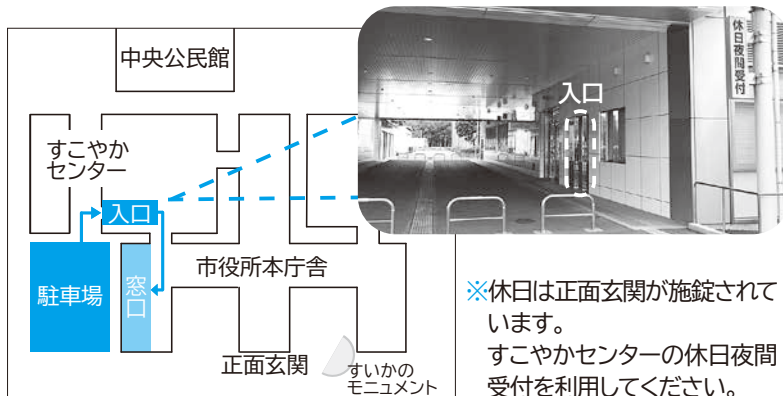 中央公民館
すこやか
センター
入口
駐車場
窓口
市役所本庁舎
正面玄関
すいかの
モニュメント
入口
休日夜間受付
※休日は正面玄関が施錠されて
います。
すこやかセンターの休日夜間
受付を利用してください。